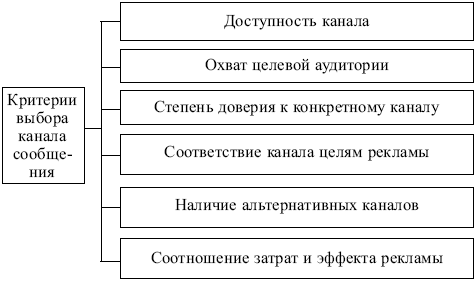 Критерии
выбора
канала
сообще-
ния
Доступность канала
Охват целевой аудитории
Степень доверия к конкретному каналу
Соответствие канала целям рекламы
Наличие альтернативных каналов
Соотношение затрат и эффекта рекламы